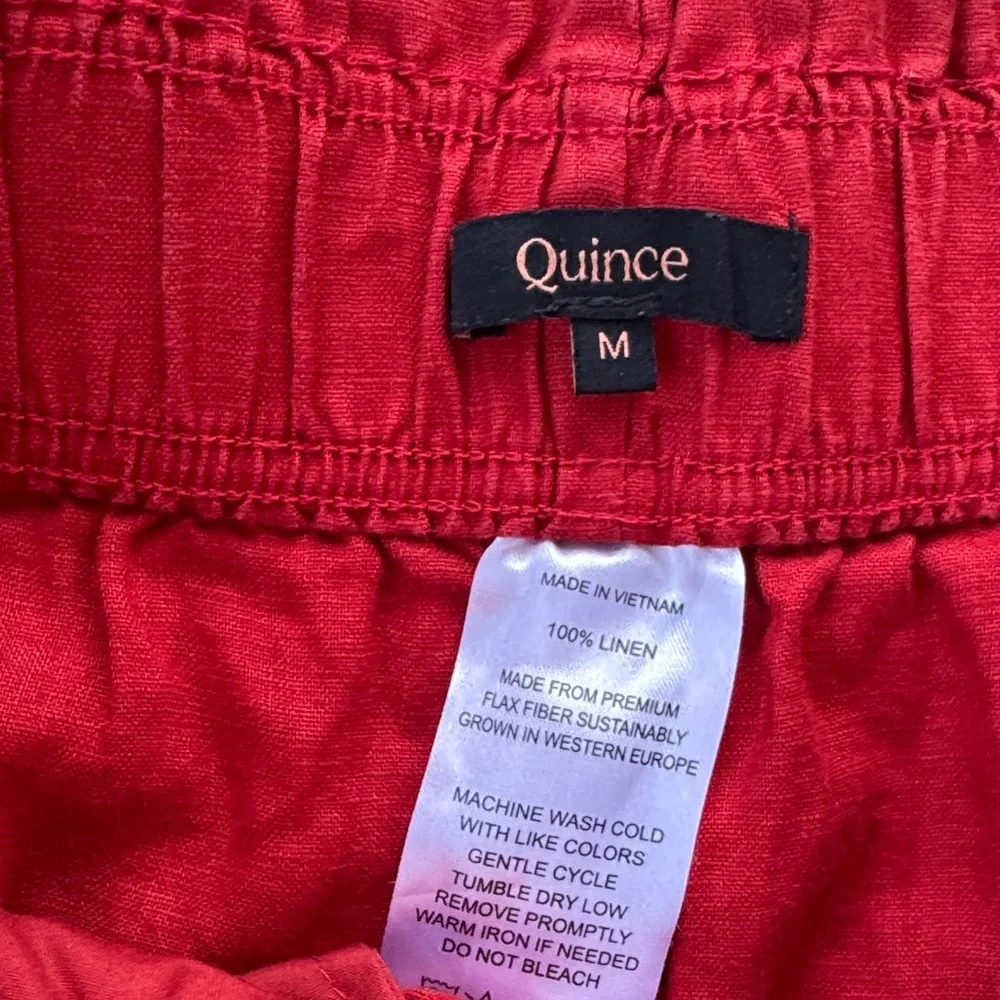 Quince
M
MADE IN VIETNAM
100% LINEN
MADE FROM PREMIUM
FLAX FIBER SUSTAINABLY
GROWN IN WESTERN EUROPE
MACHINE WASH COLD
WITH LIKE COLORS
GENTLE CYCLE
TUMBLE DRY LOW
REMOVE PROMPTLY
WARM IRON IF NEEDED
DO NOT BLEACH